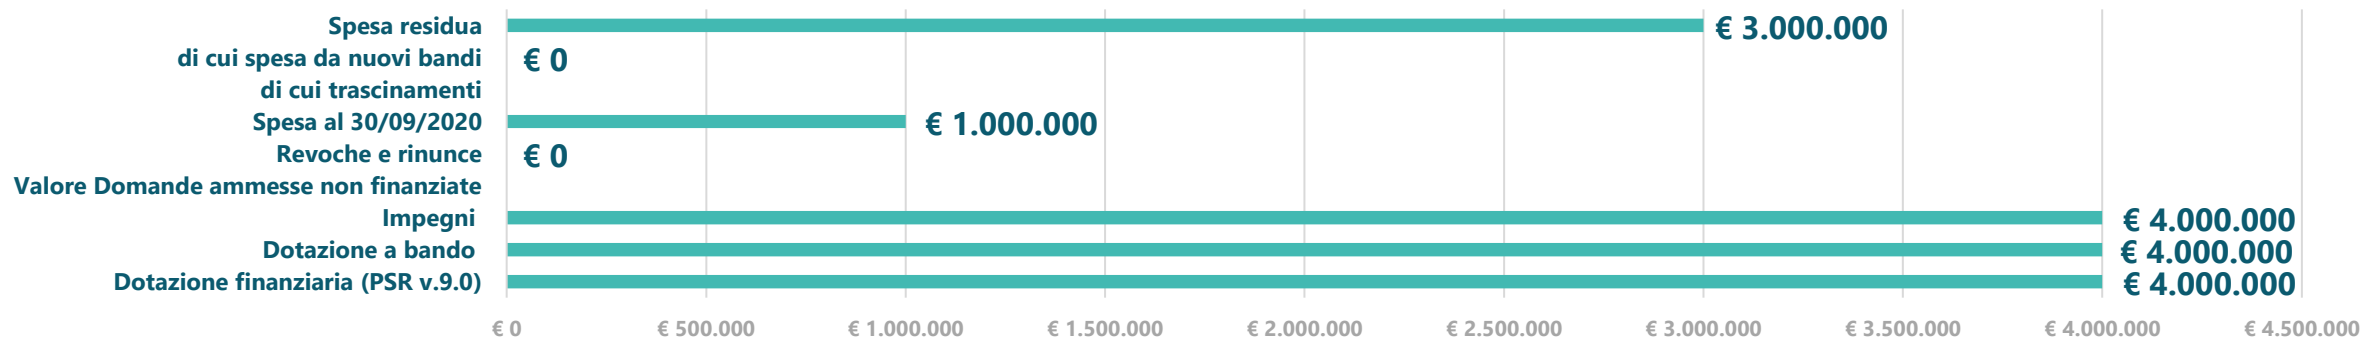 Spesa residua € 3.000.000
di cui spesa da nuovi bandi € 0
di cui trascinamenti
Spesa al 30/09/2020 € 1.000.000
Revoche e rinunce € 0
Valore Domande ammesse non finanziate
Impegni € 4.000.000
Dotazione a bando € 4.000.000
Dotazione finanziaria (PSR v.9.0) € 4.000.000
€ 0 € 500.000 € 1.000.000 € 1.500.000 € 2.000.000 € 2.500.000 € 3.000.000 € 3.500.000 € 4.000.000 € 4.500.000